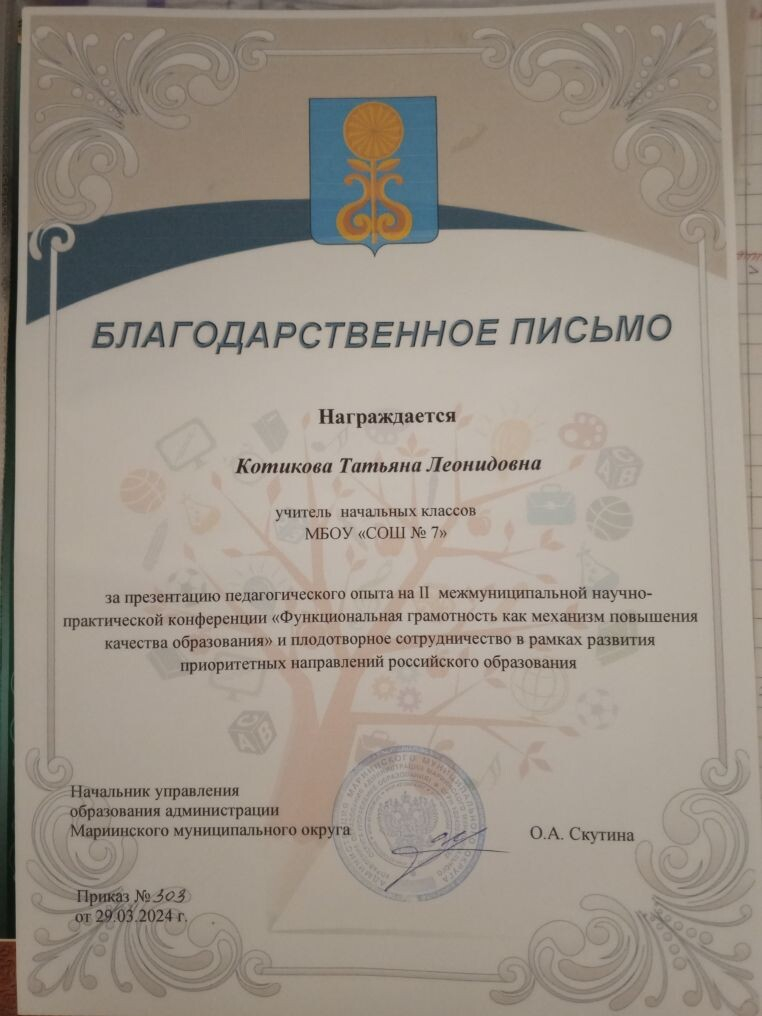 БЛАГОДАРСТВЕННОЕ ПИСЬМО
Награждается
Котикова Татьяна Леонидовна
учитель начальных классов
МБОУ «СОШ № 7»
за презентацию педагогического опыта на II межмуниципальной научно-
практической конференции «Функциональная грамотность как механизм повышения
качества образования» и плодотворное сотрудничество в рамках развития
приоритетных направлений российского образования
Начальник управления
образования администрации
Мариинского муниципального округа
О.А. Скутина
Приказ № 303
от 29.03.2024 г.